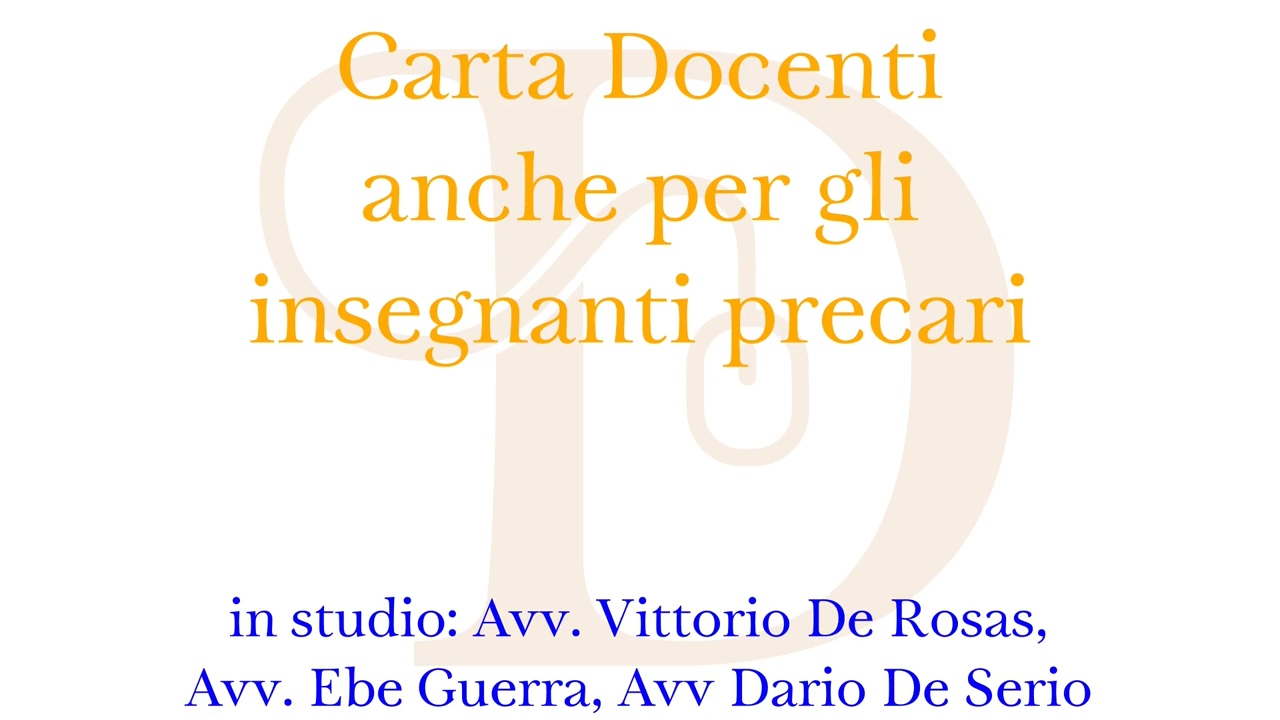 Carta Docenti
anche per gli
insegnanti precari
in studio: Avv. Vittorio De Rosas,
Avv. Ebe Guerra, Avv Dario De Serio